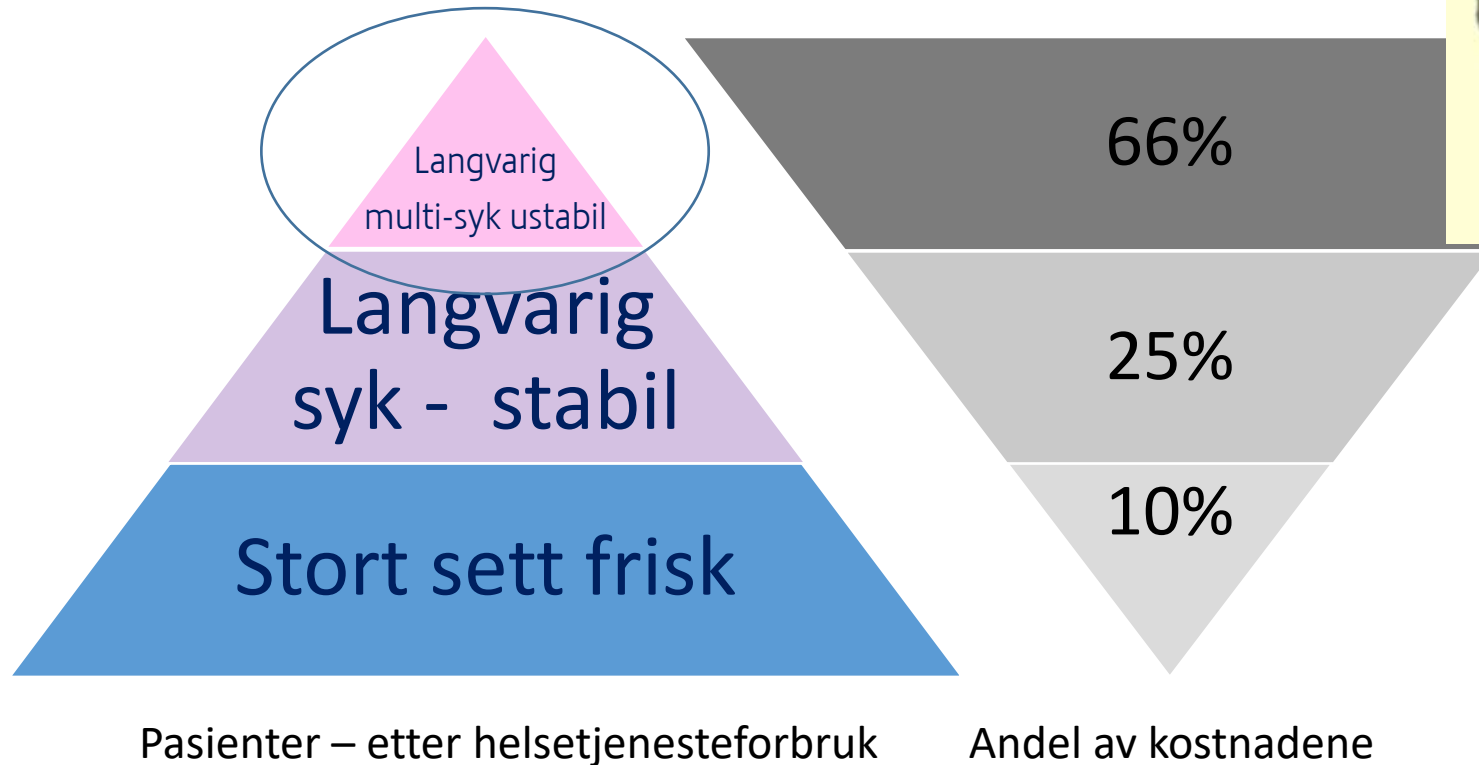 Langvarig
multi-syk ustabil
66%
Langvarig
syk - stabil
25%
Stort sett frisk
10%
Pasienter – etter helsetjenesteforbruk
Andel av kostnadene